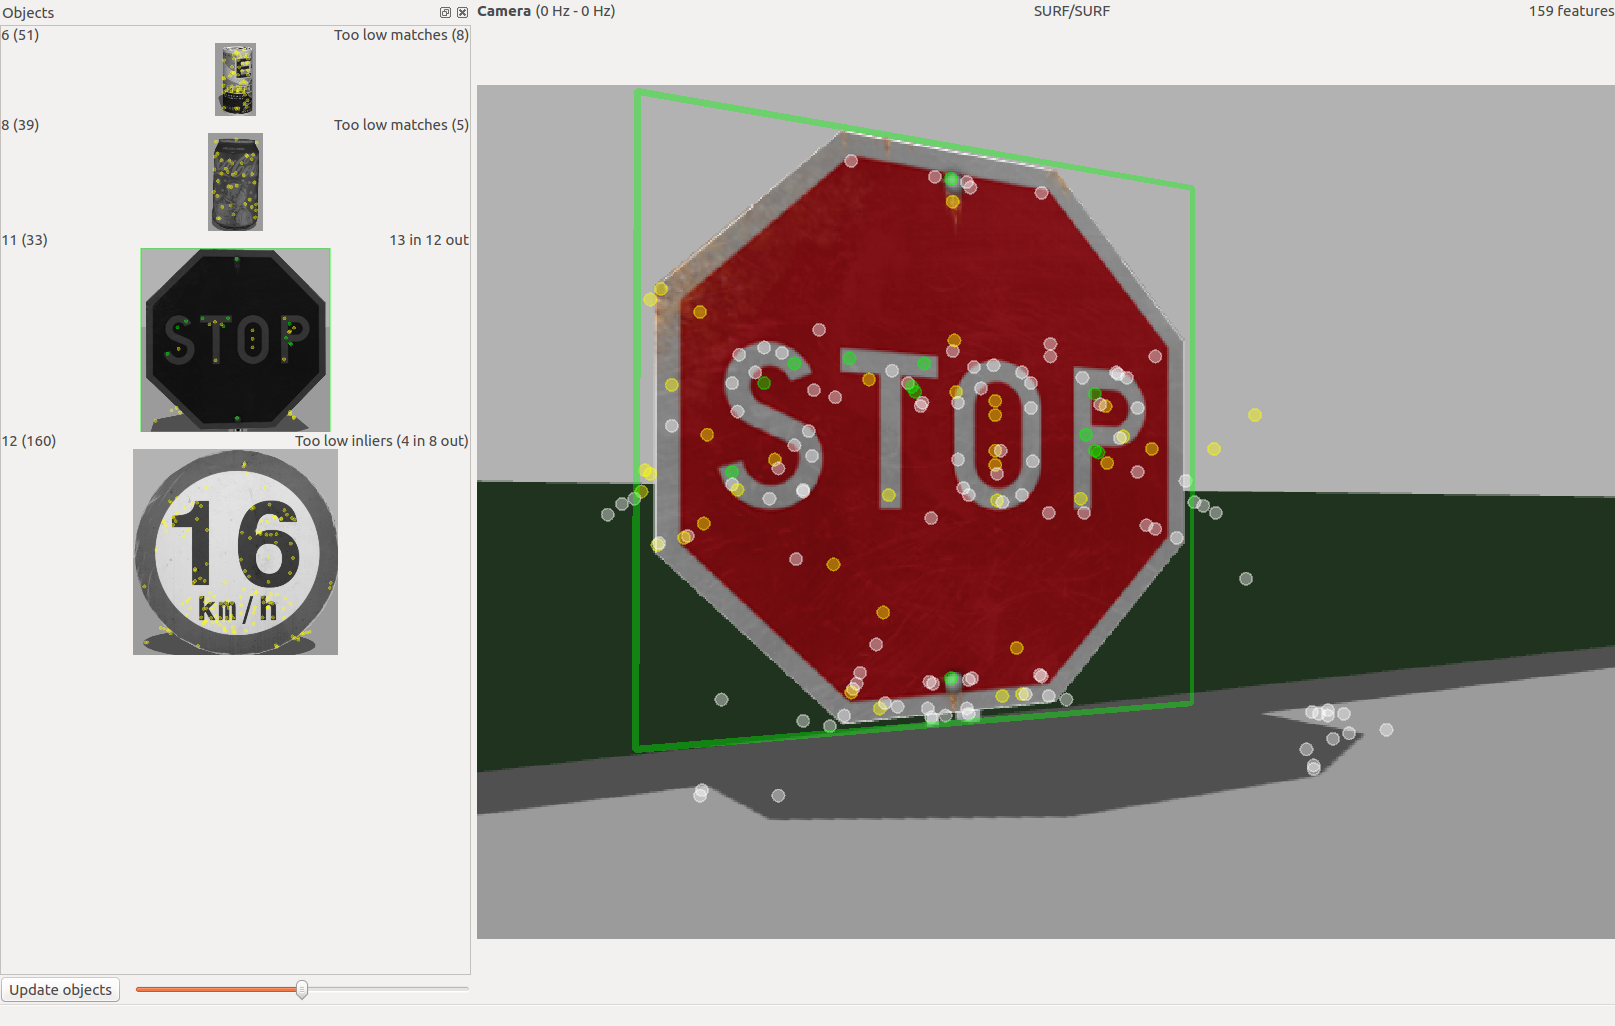 Objects
Camera (0 Hz - 0 Hz) SURF/SURF 159 features
6 (51) Too low matches (8)
E
8 (39) Too low matches (5)
11 (33) 13 in 12 out
STOP
12 (160) Too low inliers (4 in 8 out)
16
km/h
STOP
Update objects